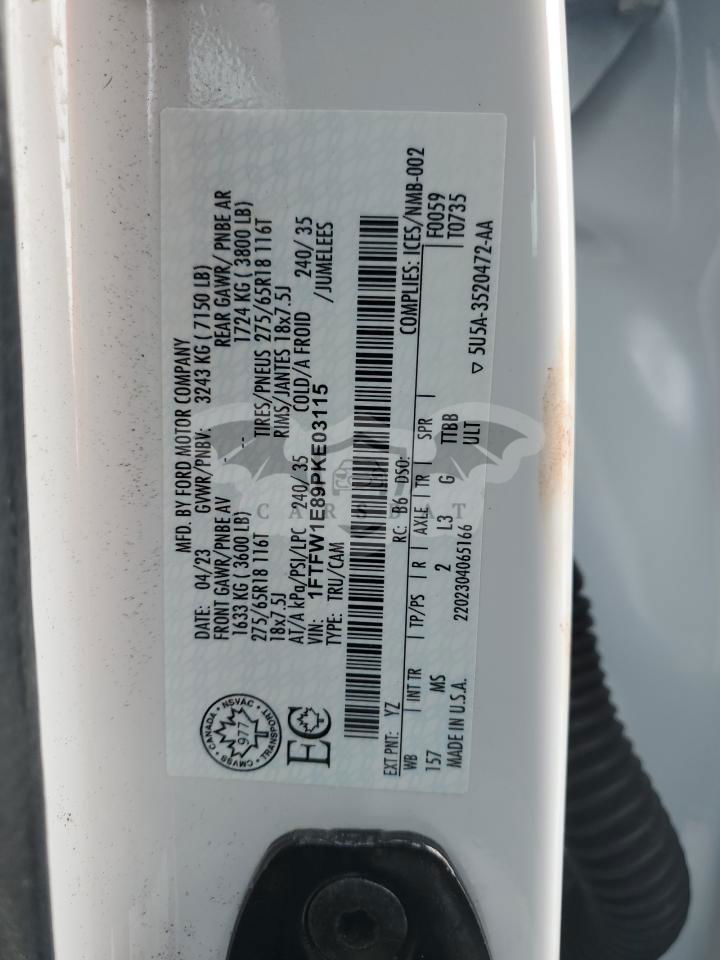 MFD. BY FORD MOTOR COMPANY
DATE: 04/23 GVWR/PNBV: 3243 KG ( 7150 LB)
FRONT GAWR/PNBE AV REAR GAWR/ PNBE AR
1633 KG ( 3600 LB) 1724 KG ( 3800 LB)
275/65R18 116T TIRES/PNEUS 275/65R18 116T
18x7.5J RIMS/JANTES 18x7.5J
AT/A kPa/PSI/LPC 240/ 35 COLD/A FROID 240/ 35
VIN: 1FTFW1E89PKE03115 /JUMELEES
TYPE: TRU/CAM
EXT PNT: YZ RC: B6 DSO: COMPLIES: ICES/NMB-002
WB INT TR TP/PS R AXLE TR SPR F0059
157 MS 2 L3 G TTBB T0735
ULT
MADE IN U.S.A. 2202304065166 5U5A-3520472-AA
CANADA • NSVAC • TRANSPORT • CMVSS
977
CARSBAT